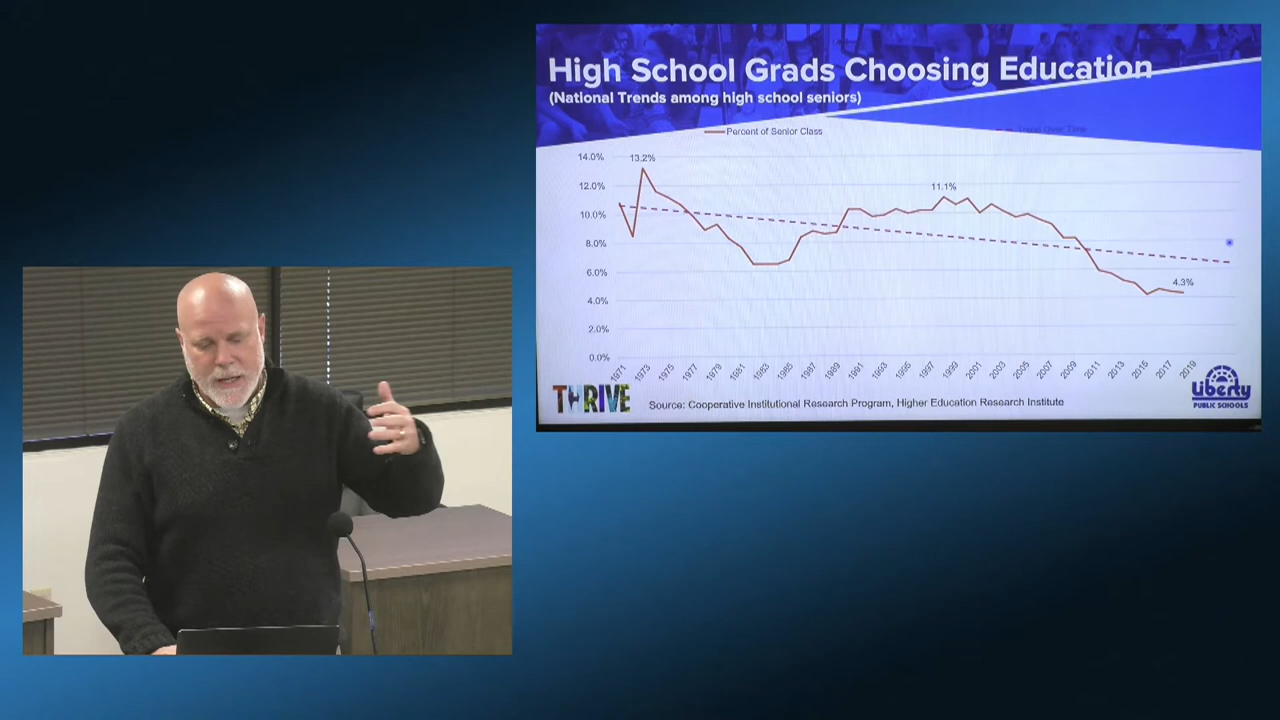 High School Grads Choosing Education
(National Trends among high school seniors)
Percent of Senior Class
Trend Over Time
14.0%
13.2%
12.0%
11.1%
10.0%
8.0%
6.0%
4.3%
4.0%
2.0%
0.0%
1971 1973 1975 1977 1979 1981 1983 1985 1987 1989 1991 1993 1995 1997 1999 2001 2003 2005 2007 2009 2011 2013 2015 2017 2019
THRIVE
Source: Cooperative Institutional Research Program, Higher Education Research Institute
Liberty
PUBLIC SCHOOLS